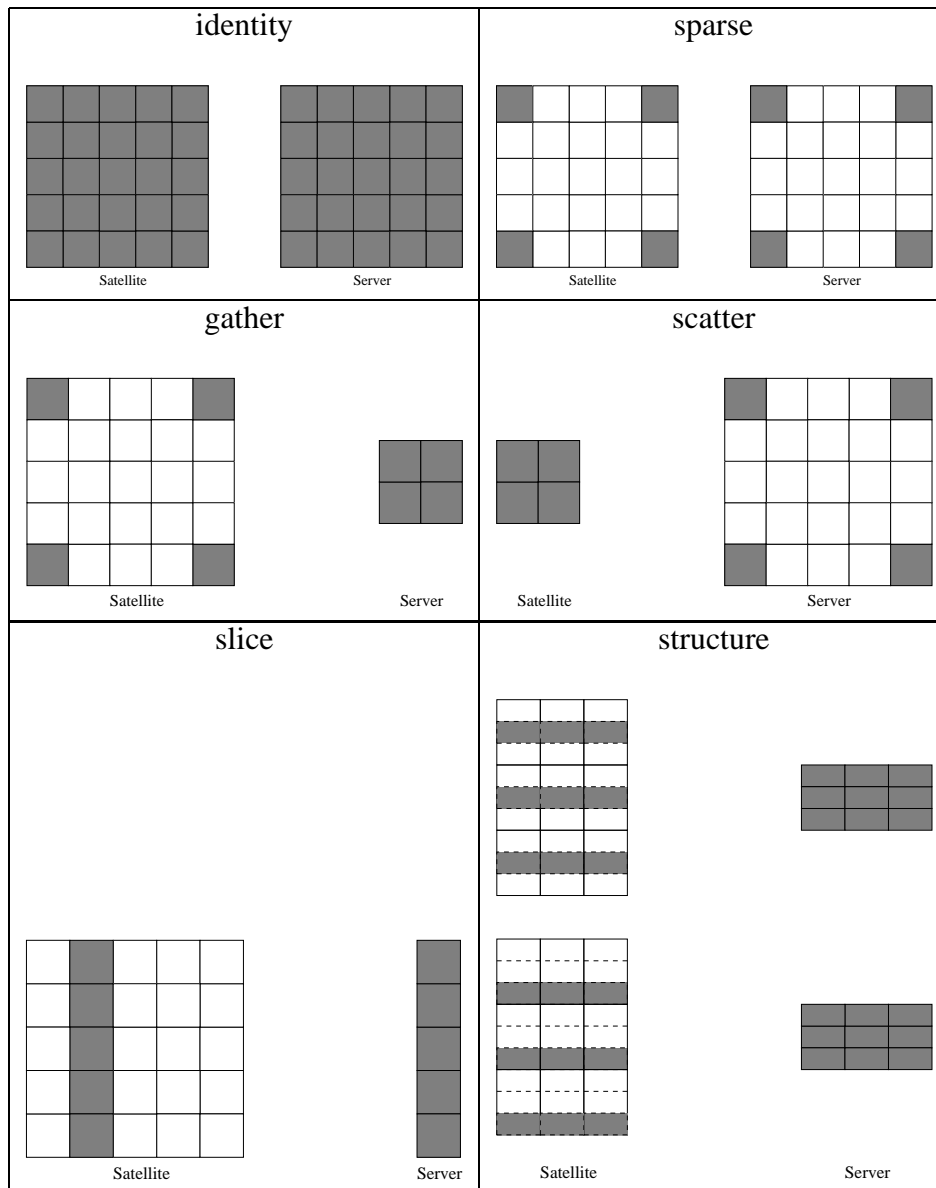 identity
Satellite
Server
sparse
Satellite
Server
gather
Satellite
Server
scatter
Satellite
Server
slice
Satellite
Server
structure
Satellite
Server